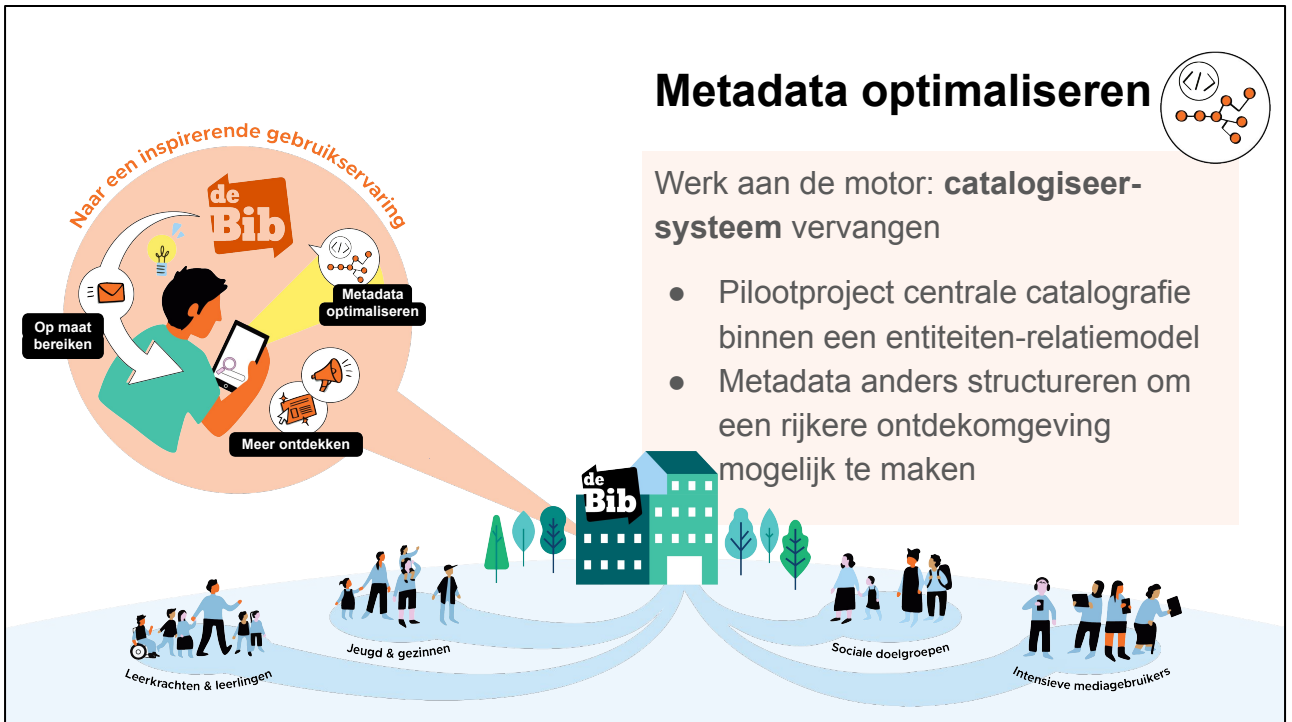 Metadata optimaliseren
</>
Werk aan de motor: catalogiseer-
systeem vervangen
● Pilootproject centrale catalografie
binnen een entiteiten-relatiemodel
● Metadata anders structureren om
een rijkere ontdekomgeving
mogelijk te maken
Naar een inspirerende gebruikservaring
de
Bib
</>
Metadata
optimaliseren
Op maat
bereiken
Meer ontdekken
de
Bib
Leerkrachten & leerlingen
Jeugd & gezinnen
Sociale doelgroepen
Intensieve mediagebruikers